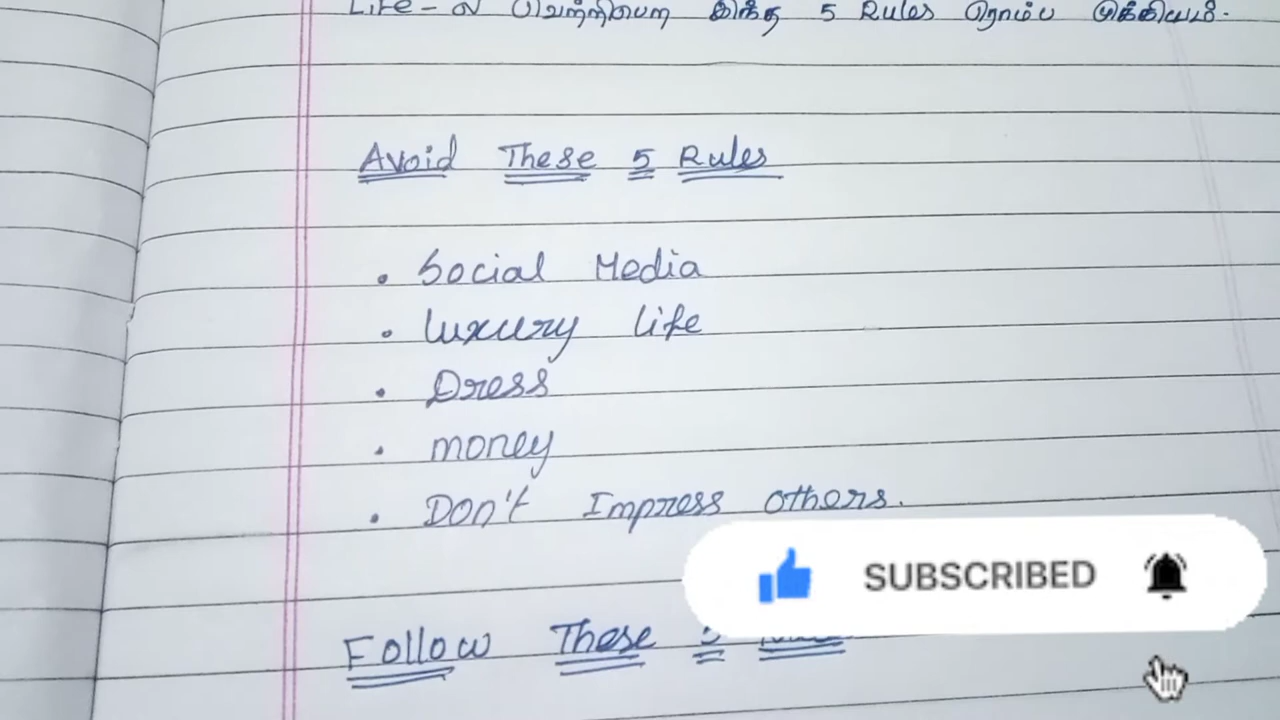 Life - ல வெற்றிபெற இந்த 5 Rules ரொம்ப முக்கியம்.
Avoid These 5 Rules
• Social Media
• luxury life
• Dress
• money
• Don't Impress others.
SUBSCRIBED
Follow These 5